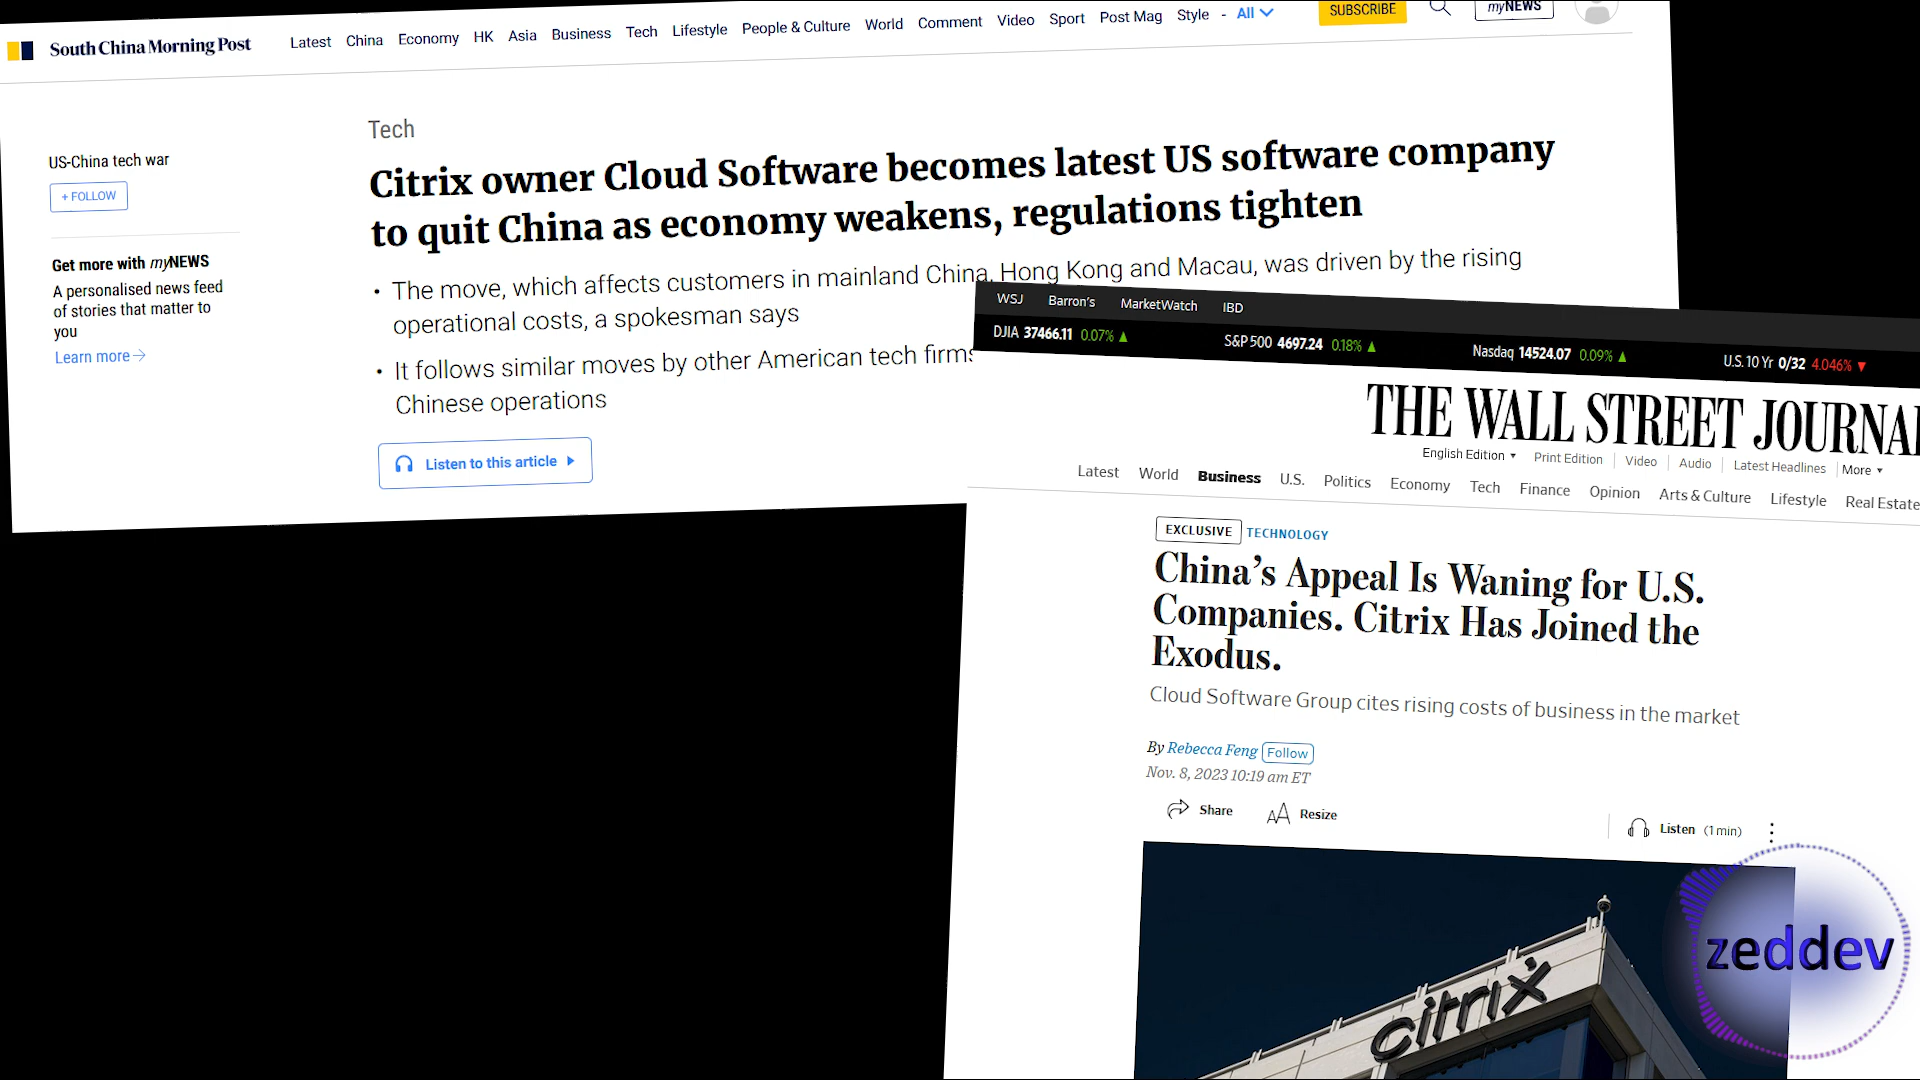 South China Morning Post
Latest China Economy HK Asia Business Tech Lifestyle People & Culture World Comment Video Sport Post Mag Style - All
SUBSCRIBE
myNEWS
US-China tech war
+ FOLLOW
Get more with myNEWS
A personalised news feed
of stories that matter to
you
Learn more
Tech
Citrix owner Cloud Software becomes latest US software company
to quit China as economy weakens, regulations tighten
• The move, which affects customers in mainland China, Hong Kong and Macau, was driven by the rising
operational costs, a spokesman says
• It follows similar moves by other American tech firms
Chinese operations
Listen to this article
WSJ Barron's MarketWatch IBD
DJIA 37466.11 0.07% ▲ S&P 500 4697.24 0.18% ▲ Nasdaq 14524.07 0.09% ▲ U.S. 10 Yr 0/32 4.046% ▼
THE WALL STREET JOURNA
English Edition Print Edition Video Audio Latest Headlines More
Latest World Business U.S. Politics Economy Tech Finance Opinion Arts & Culture Lifestyle Real Estate
EXCLUSIVE TECHNOLOGY
China's Appeal Is Waning for U.S.
Companies. Citrix Has Joined the
Exodus.
Cloud Software Group cites rising costs of business in the market
By Rebecca Feng Follow
Nov. 8, 2023 10:19 am ET
Share AA Resize
Listen (1 min)
citrix
zeddev